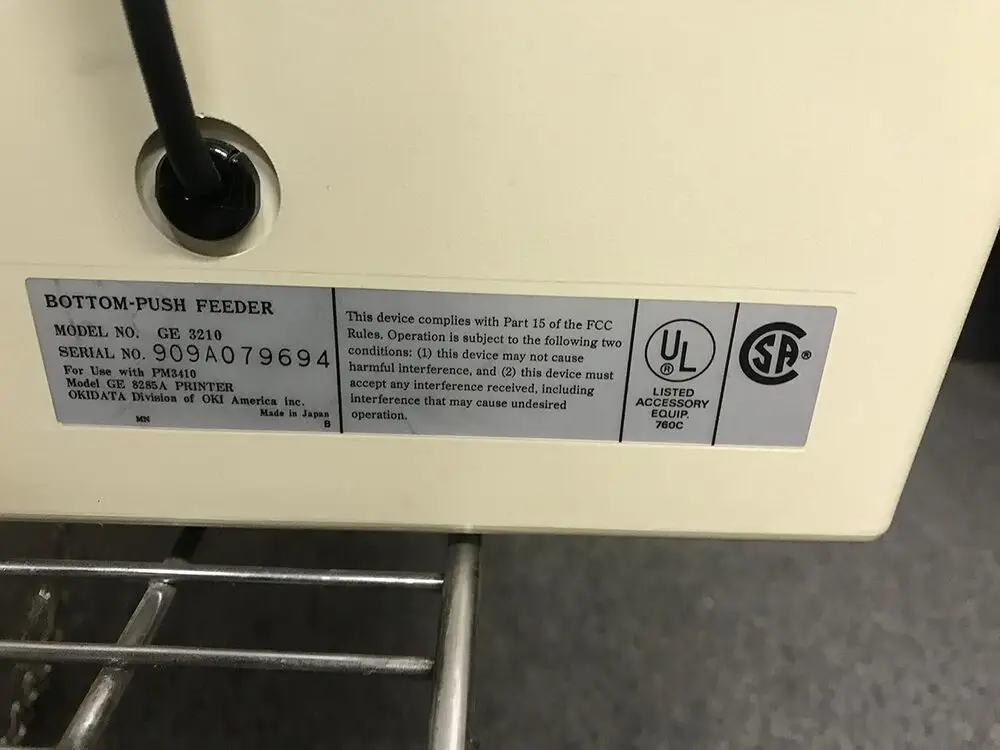 BOTTOM-PUSH FEEDER
MODEL NO. GE 3210
SERIAL NO. 909A079694
For Use with PM3410
Model GE 8285A PRINTER
OKIDATA Division of OKI America inc.
Made in Japan
MN
B
This device complies with Part 15 of the FCC
Rules. Operation is subject to the following two
conditions: (1) this device may not cause
harmful interference, and (2) this device must
accept any interference received, including
interference that may cause undesired
operation.
UL
®
LISTED
ACCESSORY
EQUIP.
760C
SA ®